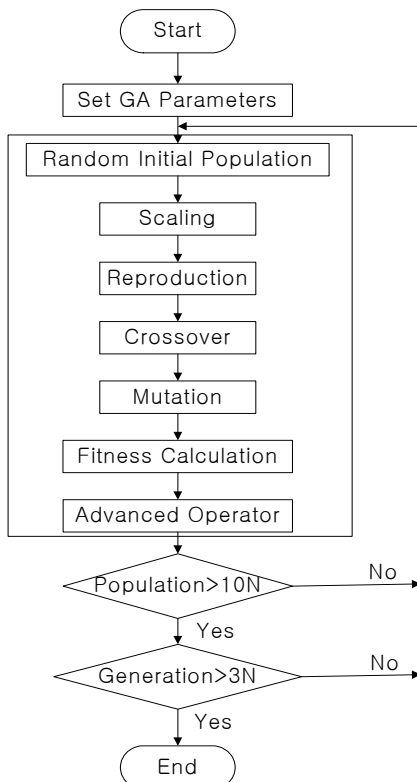 Start
Set GA Parameters
Random Initial Population
Scaling
Reproduction
Crossover
Mutation
Fitness Calculation
Advanced Operator
Population>10N
No
Yes
Generation>3N
No
Yes
End